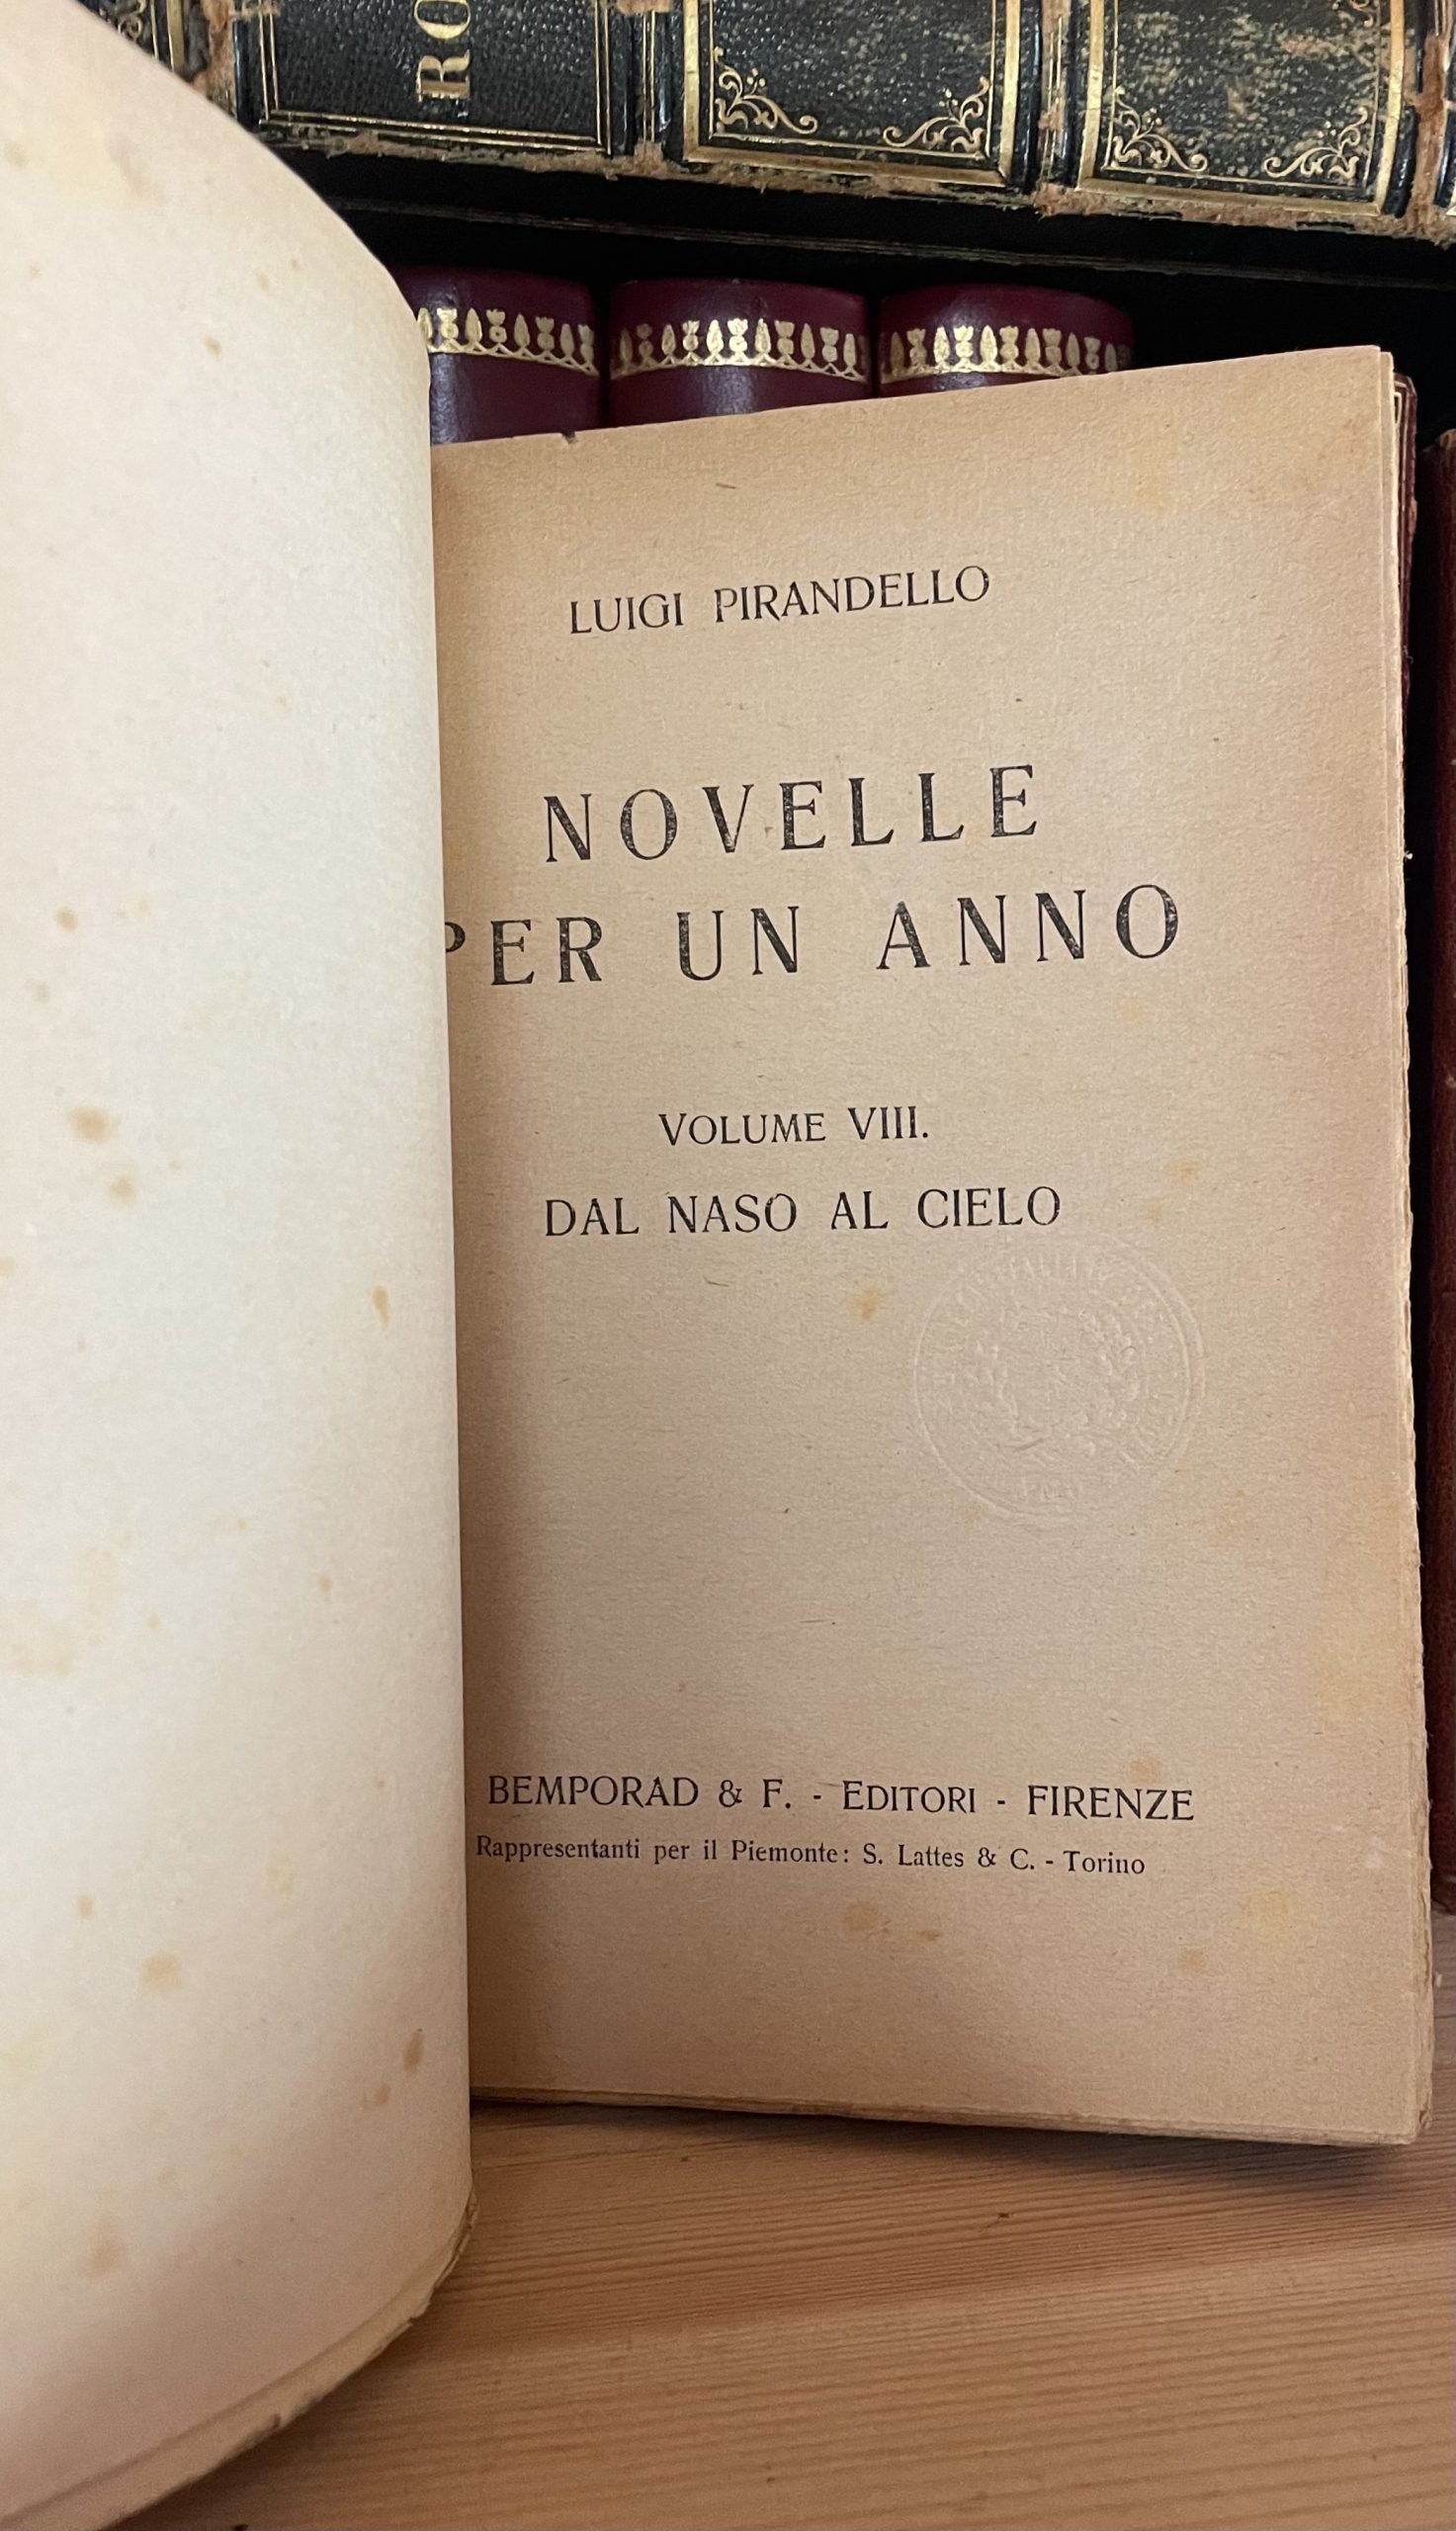 RO
LUIGI PIRANDELLO
NOVELLE
PER UN ANNO
VOLUME VIII.
DAL NASO AL CIELO
BEMPORAD & F. - EDITORI - FIRENZE
Rappresentanti per il Piemonte: S. Lattes & C. - Torino